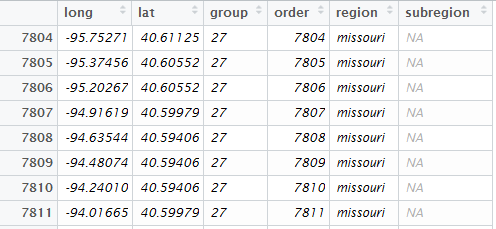 long lat group order region subregion
7804 -95.75271 40.61125 27 7804 missouri NA
7805 -95.37456 40.60552 27 7805 missouri NA
7806 -95.20267 40.60552 27 7806 missouri NA
7807 -94.91619 40.59979 27 7807 missouri NA
7808 -94.63544 40.59406 27 7808 missouri NA
7809 -94.48074 40.59406 27 7809 missouri NA
7810 -94.24010 40.59406 27 7810 missouri NA
7811 -94.01665 40.59979 27 7811 missouri NA